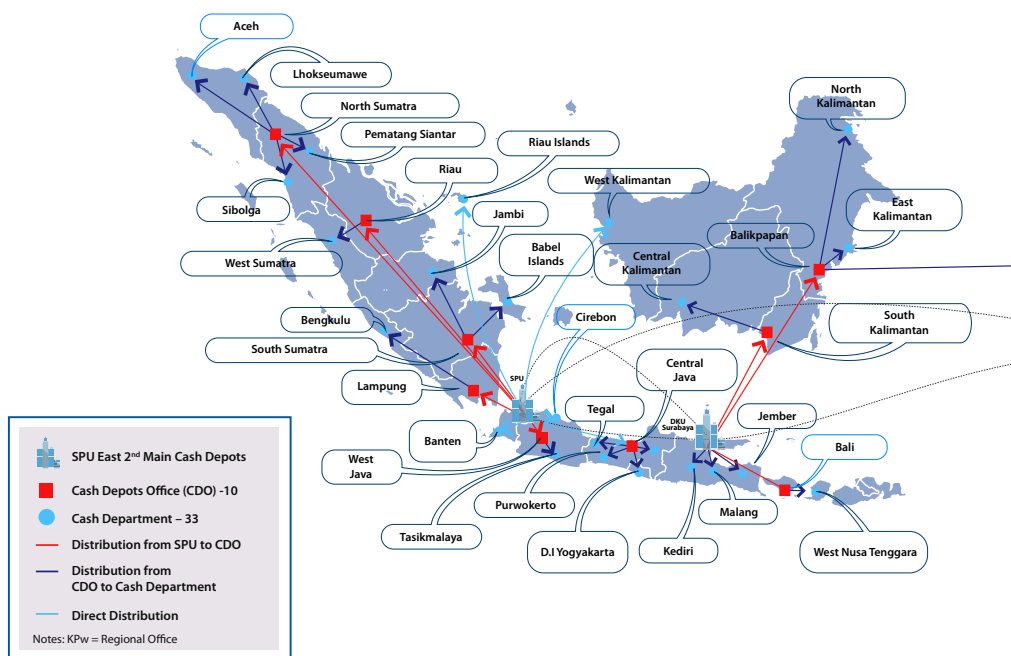 Aceh
Lhokseumawe
North Sumatra
Pematang Siantar
Riau
Riau Islands
West Kalimantan
North
Kalimantan
Sibolga
Jambi
East
Kalimantan
Balikpapan
West Sumatra
Babel
Islands
Central
Kalimantan
Bengkulu
Cirebon
South
Kalimantan
South Sumatra
Lampung
SPU
Central
Java
Tegal
DKU
Surabaya
Jember
Banten
Bali
West
Java
Purwokerto
Malang
Tasikmalaya
D.I Yogyakarta
Kediri
West Nusa Tenggara
SPU East 2nd Main Cash Depots
Cash Depots Office (CDO) -10
Cash Department – 33
Distribution from SPU to CDO
Distribution from
CDO to Cash Department
Direct Distribution
Notes: KPw = Regional Office